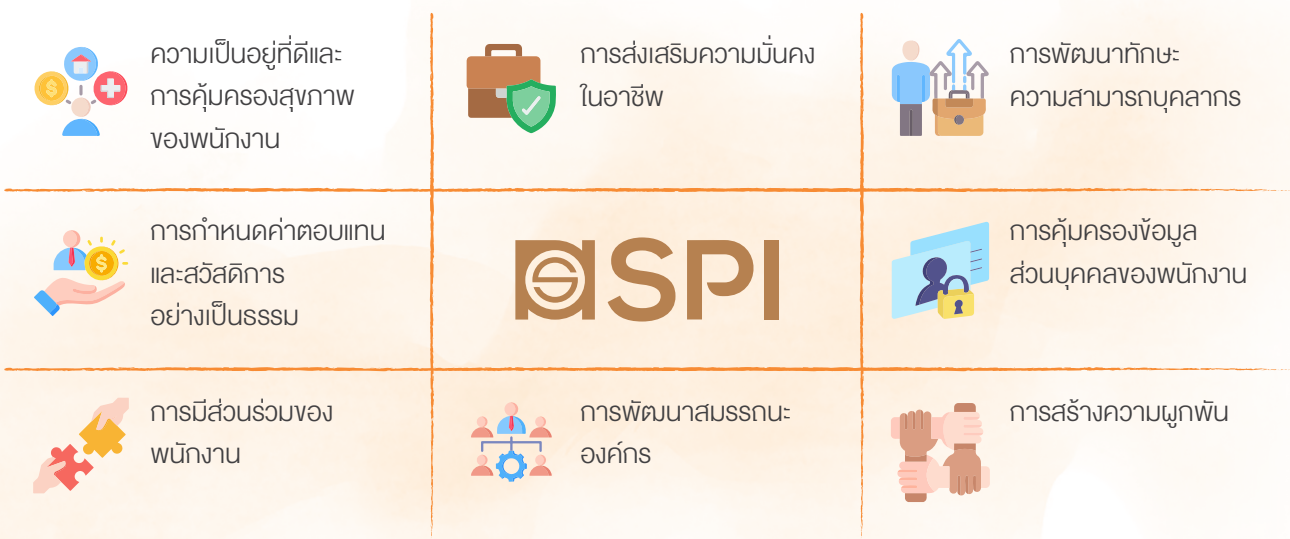 ความเป็นอยู่ที่ดีและ
การคุ้มครองสุขภาพ
ของพนักงาน
การส่งเสริมความมั่นคง
ในอาชีพ
การพัฒนาทักษะ
ความสามารถบุคลากร
การกำหนดค่าตอบแทน
และสวัสดิการ
อย่างเป็นธรรม
SPI
การคุ้มครองข้อมูล
ส่วนบุคคลของพนักงาน
การมีส่วนร่วมของ
พนักงาน
การพัฒนาสมรรถนะ
องค์กร
การสร้างความผูกพัน